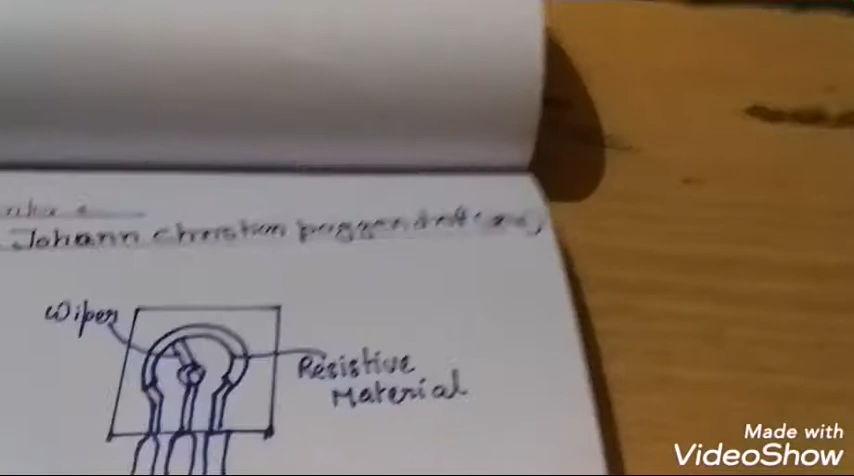 Johann Christian
Wiper
Resistive
Material
Made with
VideoShow